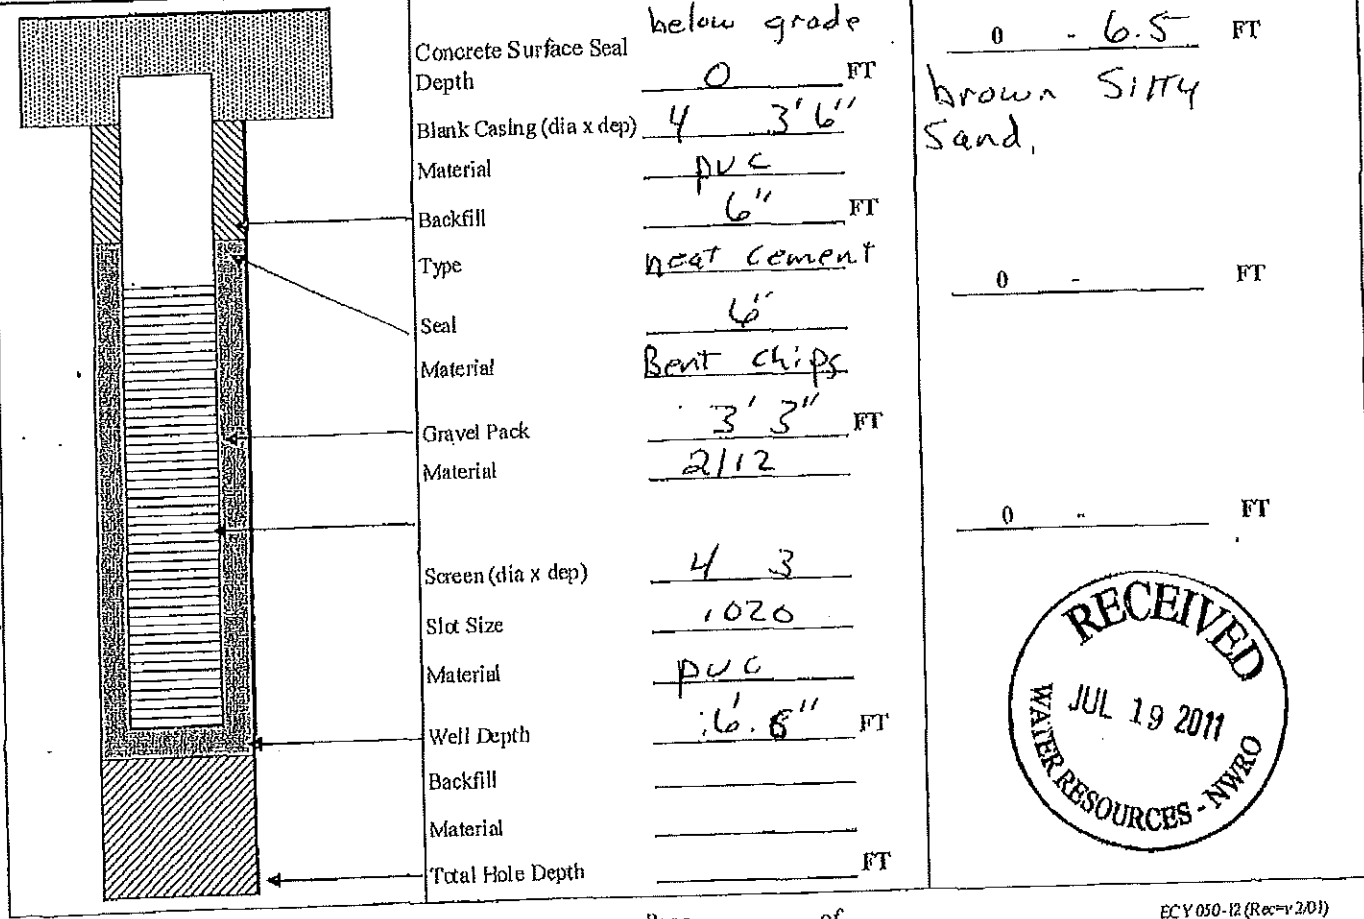 below grade
Concrete Surface Seal
Depth 0 FT
Blank Casing (dia x dep) 4 3' 6"
Material pvc
Backfill 6" FT
Type neat cement
Seal 6"
Material Bent chips
Gravel Pack 3' 3" FT
Material 2/12
Screen (dia x dep) 4 3
Slot Size .020
Material pvc
Well Depth FT
Backfill
Material
Total Hole Depth FT
0 - 6.5 FT
brown Silty
Sand.
0 - FT
0 - FT
RECEIVED
JUL 19 2011
WATER RESOURCES - NWRO
of
ECY 050-12 (Rec=v 2/01)